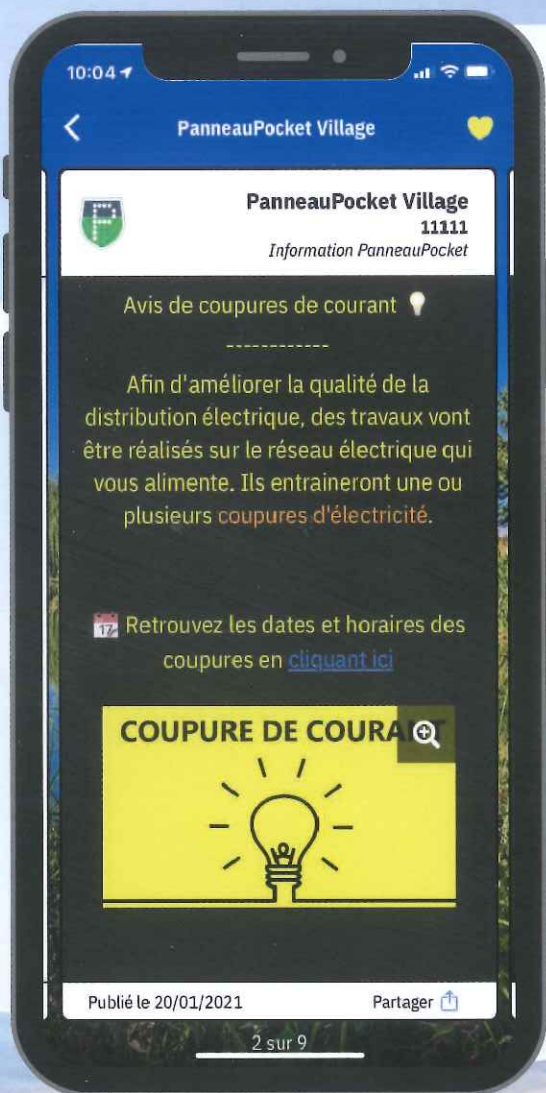 10:04
PanneauPocket Village
PanneauPocket Village
11111
Information PanneauPocket
Avis de coupures de courant
------------
Afin d'améliorer la qualité de la
distribution électrique, des travaux vont
être réalisés sur le réseau électrique qui
vous alimente. Ils entraineront une ou
plusieurs coupures d'électricité.
17 Retrouvez les dates et horaires des
coupures en cliquant ici
COUPURE DE COURANT
Publié le 20/01/2021
Partager
2 sur 9